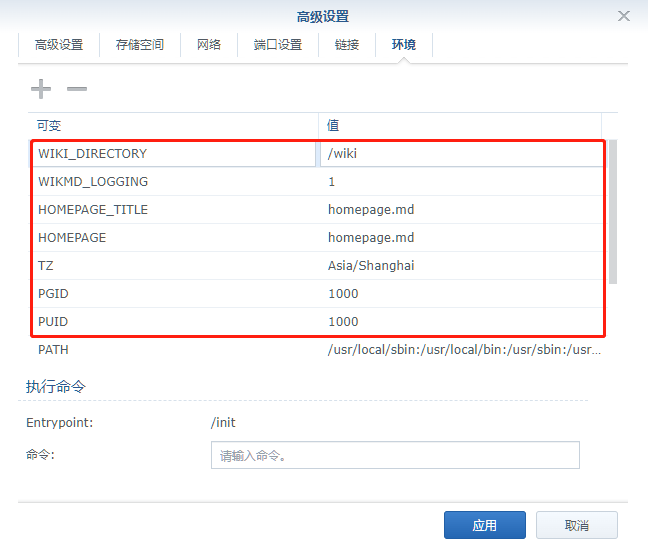 高级设置
高级设置 存储空间 网络 端口设置 链接 环境
可变 值
WIKI_DIRECTORY /wiki
WIKMD_LOGGING 1
HOMEPAGE_TITLE homepage.md
HOMEPAGE homepage.md
TZ Asia/Shanghai
PGID 1000
PUID 1000
PATH /usr/local/sbin:/usr/local/bin:/usr/sbin:/usr...
执行命令
Entrypoint: /init
命令: 请输入命令。
应用 取消